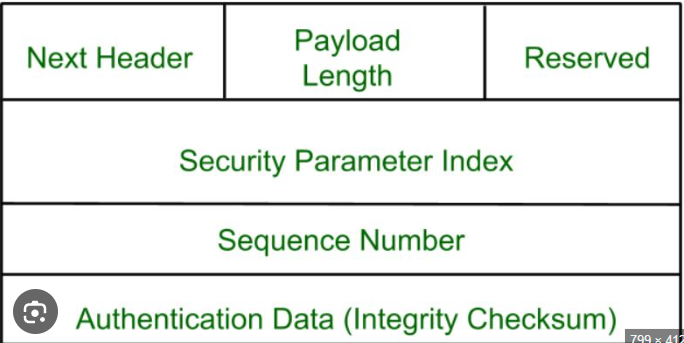 Next Header
Payload
Length
Reserved
Security Parameter Index
Sequence Number
Authentication Data (Integrity Checksum)
799 × 412